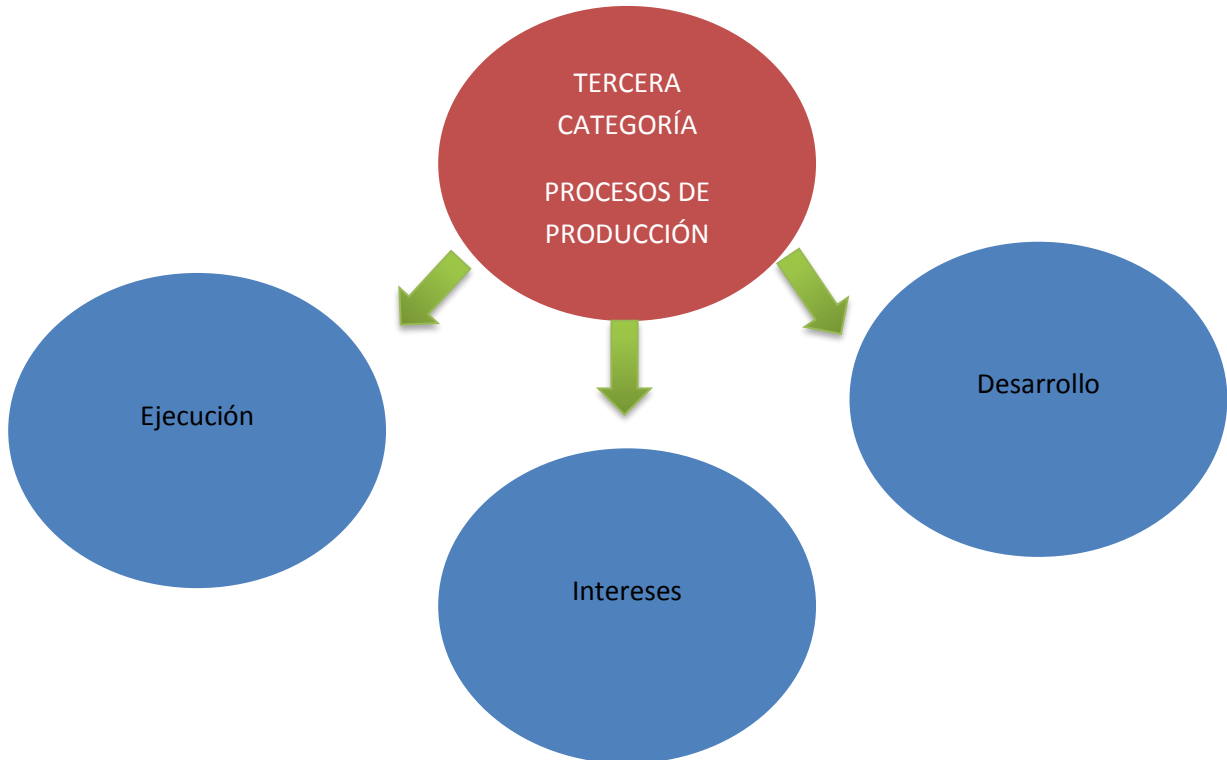 TERCERA
CATEGORÍA
PROCESOS DE
PRODUCCIÓN
Ejecución
Intereses
Desarrollo